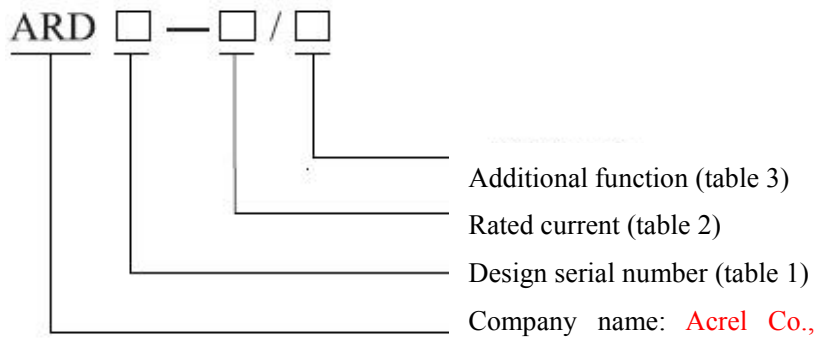 ARD □ — □ / □
Additional function (table 3)
Rated current (table 2)
Design serial number (table 1)
Company name: Acrel Co.,